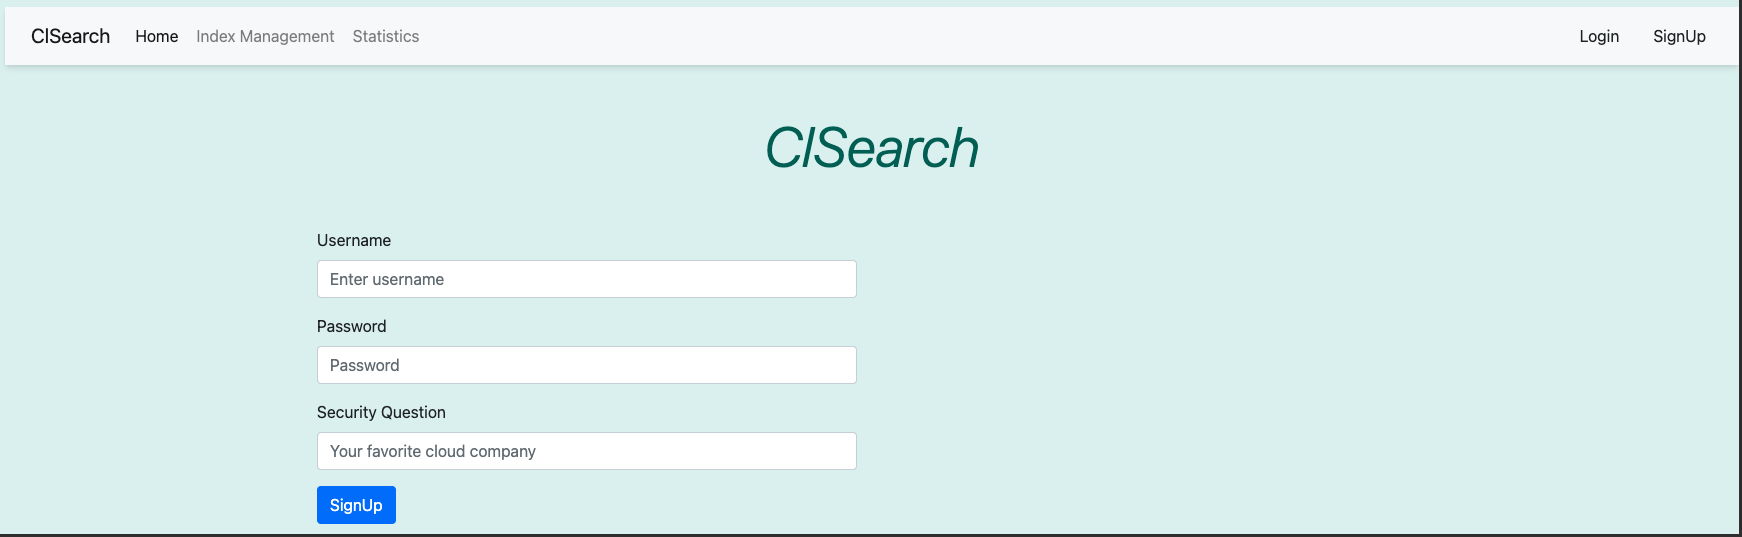 ClSearch Home Index Management Statistics Login SignUp
ClSearch
Username
Enter username
Password
Password
Security Question
Your favorite cloud company
SignUp